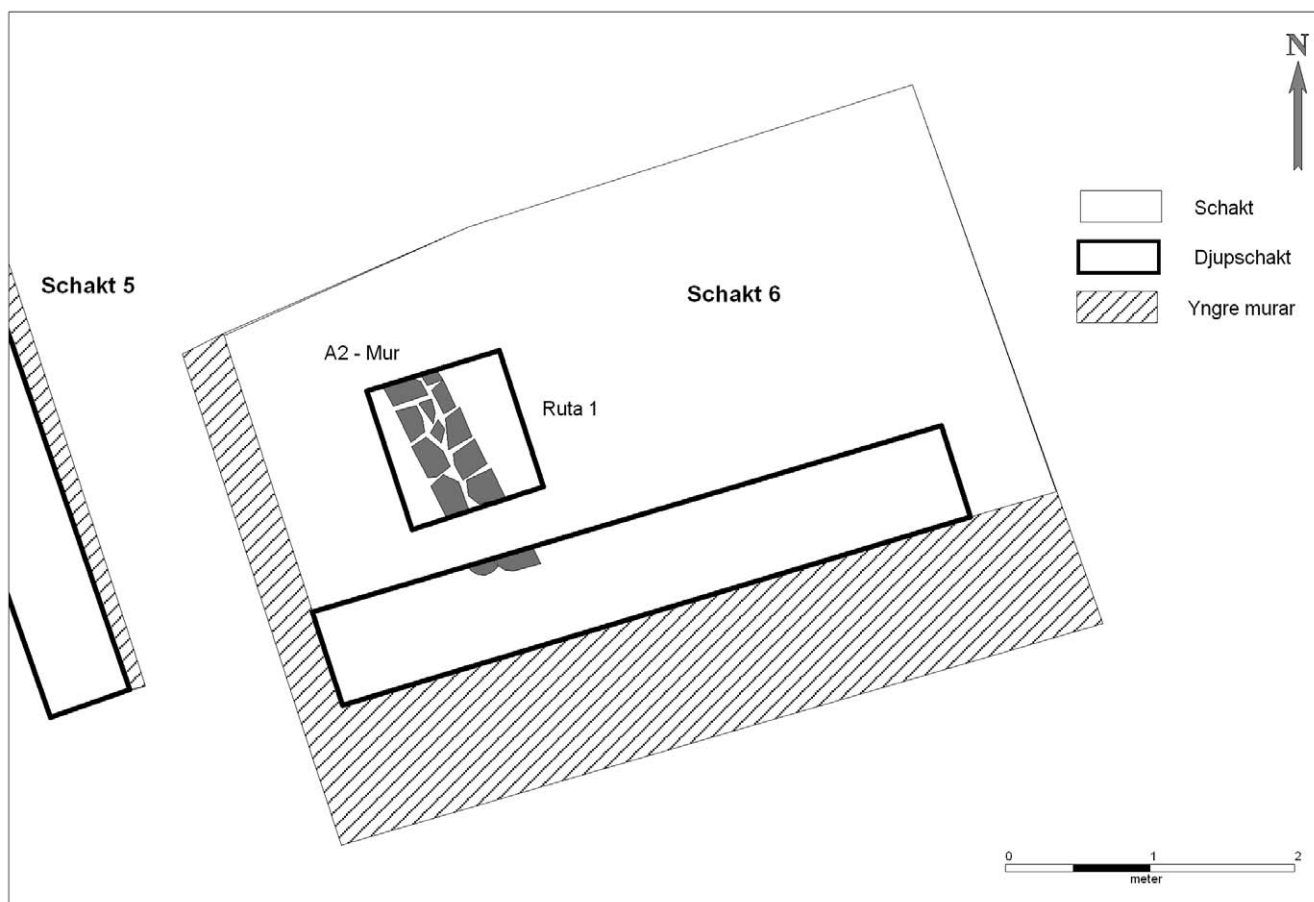 N
Schakt
Djupschakt
Yngre murar
Schakt 5
Schakt 6
A2 - Mur
Ruta 1
0 1 2
meter